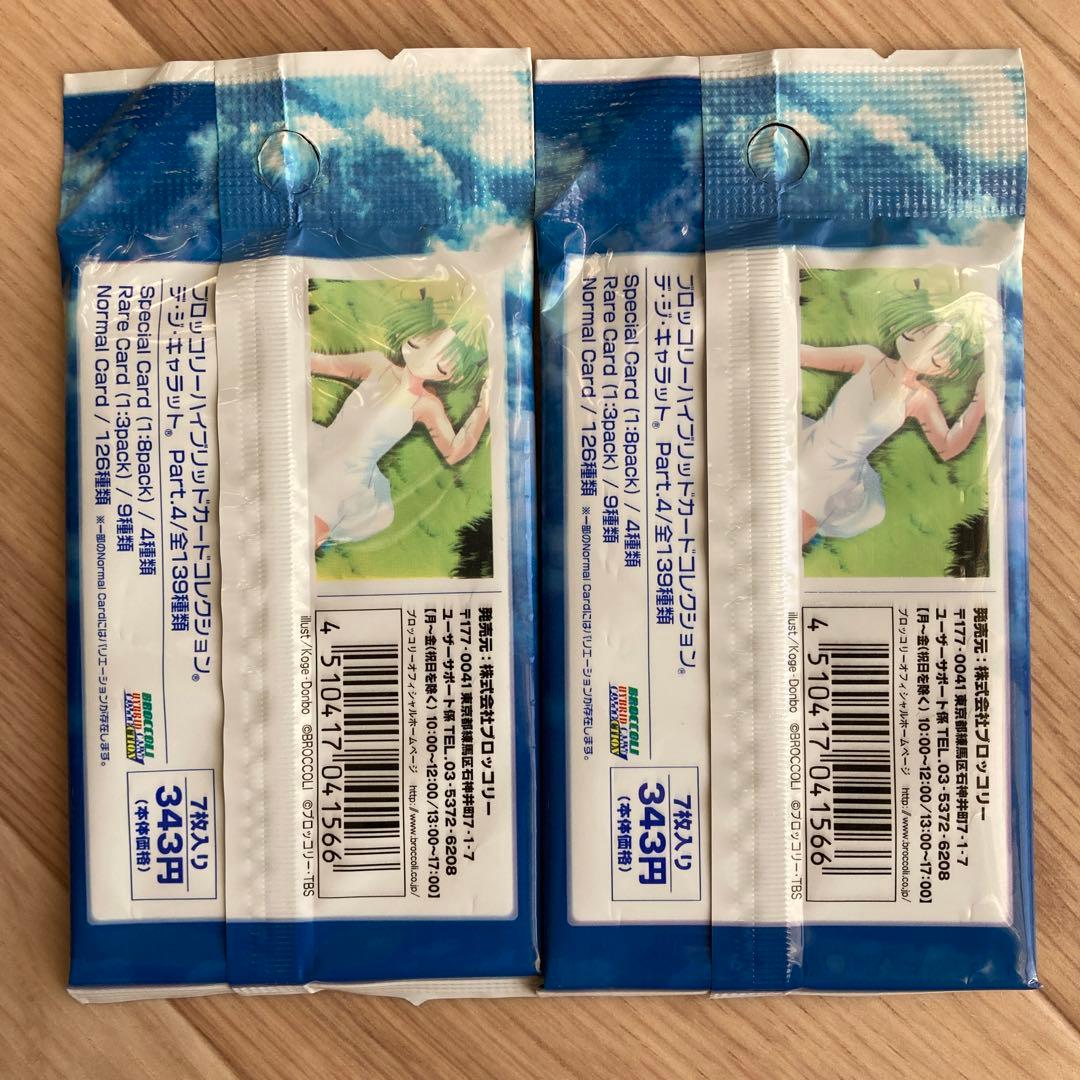 ブロッコリーハイブリッドカードコレクション®
デ・ジ・キャラット® Part.4/全139種類
Special Card (1:8pack) / 4種類
Rare Card (1:3pack) / 9種類
Normal Card / 126種類 ※一部のNormal Cardにはバリエーションが存在します。
BROCCOLI
HYBRID CARD
COLLECTION
7枚入り
343円
(本体価格)
発売元:株式会社ブロッコリー
〒177-0041 東京都練馬区石神井町7-1-7
ユーザーサポート係 TEL.03-5372-6208
[月〜金(祝日を除く) 10:00〜12:00/13:00〜17:00]
ブロッコリーオフィシャルホームページ http://www.broccoli.co.jp/
4 510417 041566
illust/Koge-Donbo ©BROCCOLI ©ブロッコリー・TBS
ブロッコリーハイブリッドカードコレクション®
デ・ジ・キャラット® Part.4/全139種類
Special Card (1:8pack) / 4種類
Rare Card (1:3pack) / 9種類
Normal Card / 126種類 ※一部のNormal Cardにはバリエーションが存在します。
BROCCOLI
HYBRID CARD
COLLECTION
7枚入り
343円
(本体価格)
発売元:株式会社ブロッコリー
〒177-0041 東京都練馬区石神井町7-1-7
ユーザーサポート係 TEL.03-5372-6208
[月〜金(祝日を除く) 10:00〜12:00/13:00〜17:00]
ブロッコリーオフィシャルホームページ http://www.broccoli.co.jp/
4 510417 041566
illust/Koge-Donbo ©BROCCOLI ©ブロッコリー・TBS